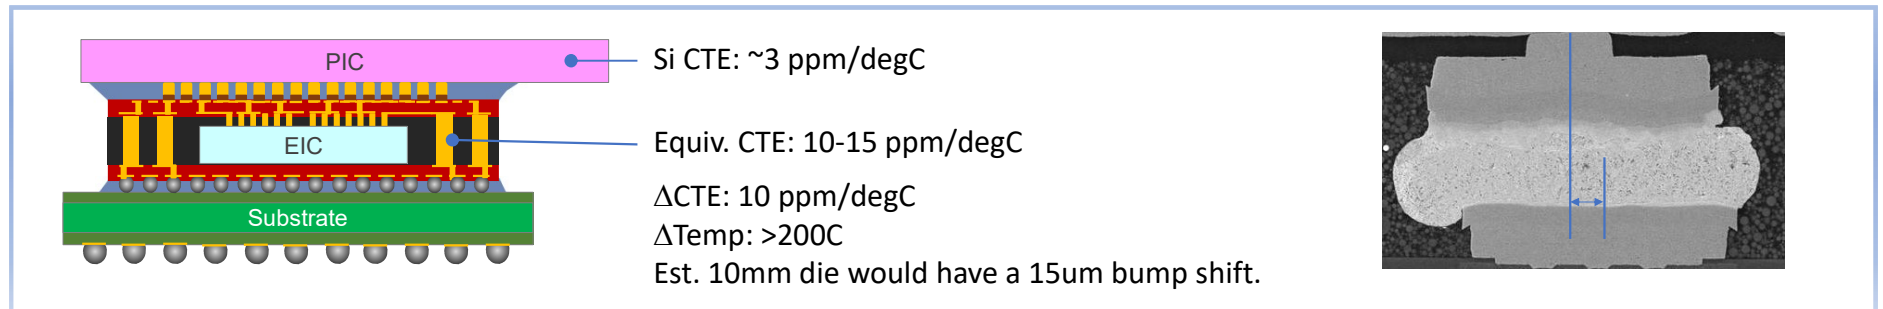 PIC
EIC
Substrate
Si CTE: ~3 ppm/degC
Equiv. CTE: 10-15 ppm/degC
ΔCTE: 10 ppm/degC
ΔTemp: >200C
Est. 10mm die would have a 15um bump shift.